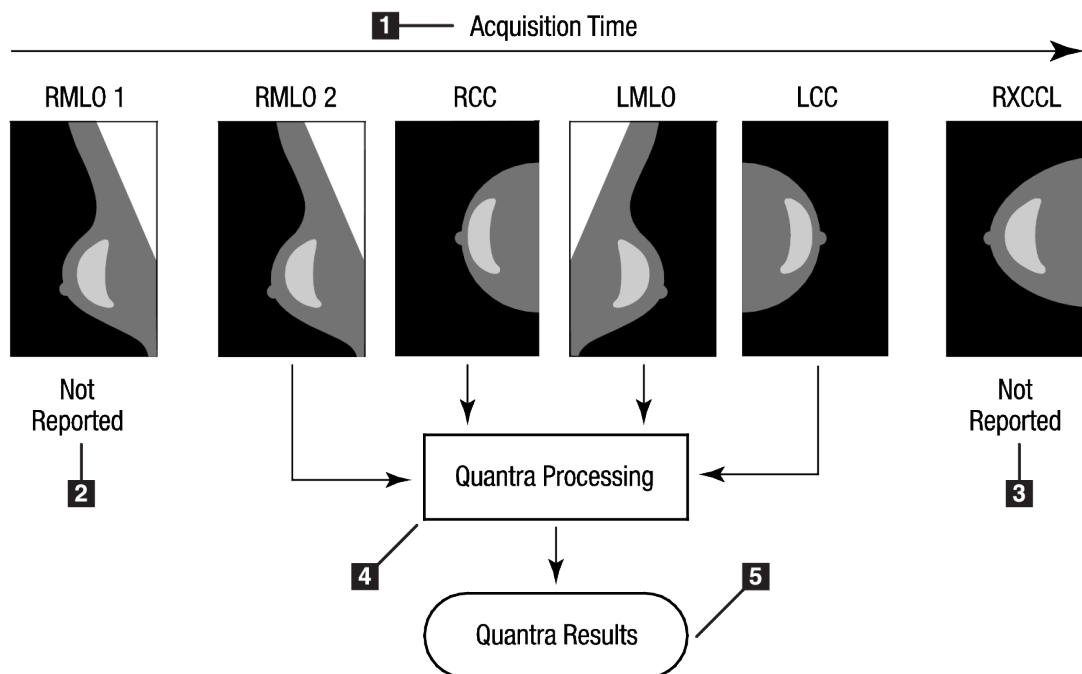 1 Acquisition Time
RMLO 1 RMLO 2 RCC LMLO LCC RXCCL
Not
Reported
2
Not
Reported
3
Quantra Processing
4
5
Quantra Results